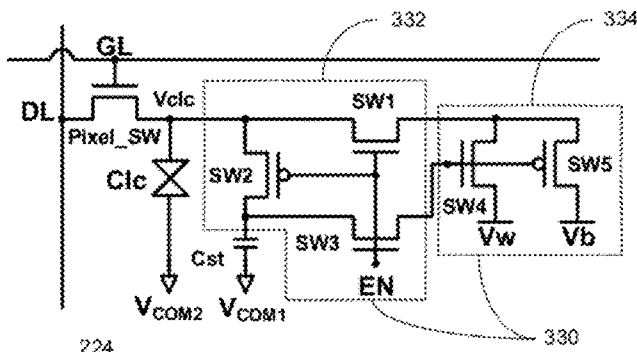 332
334
GL
DL
Vclc
SW1
Pixel_SW
Clc
SW2
SW5
SW4
SW3
Vw
Vb
Cst
EN
VCOM2
VCOM1
330
224